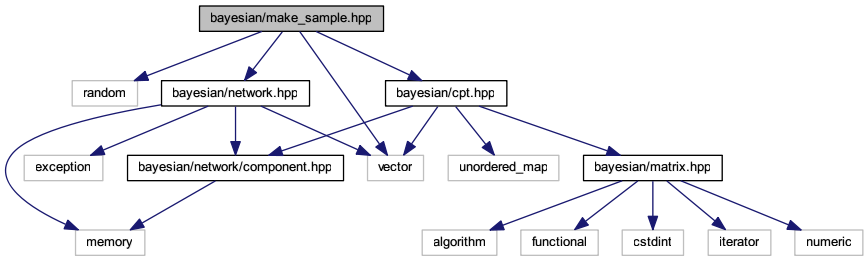 bayesian/make_sample.hpp
random
bayesian/network.hpp
bayesian/cpt.hpp
exception
bayesian/network/component.hpp
vector
unordered_map
bayesian/matrix.hpp
memory
algorithm
functional
cstdint
iterator
numeric